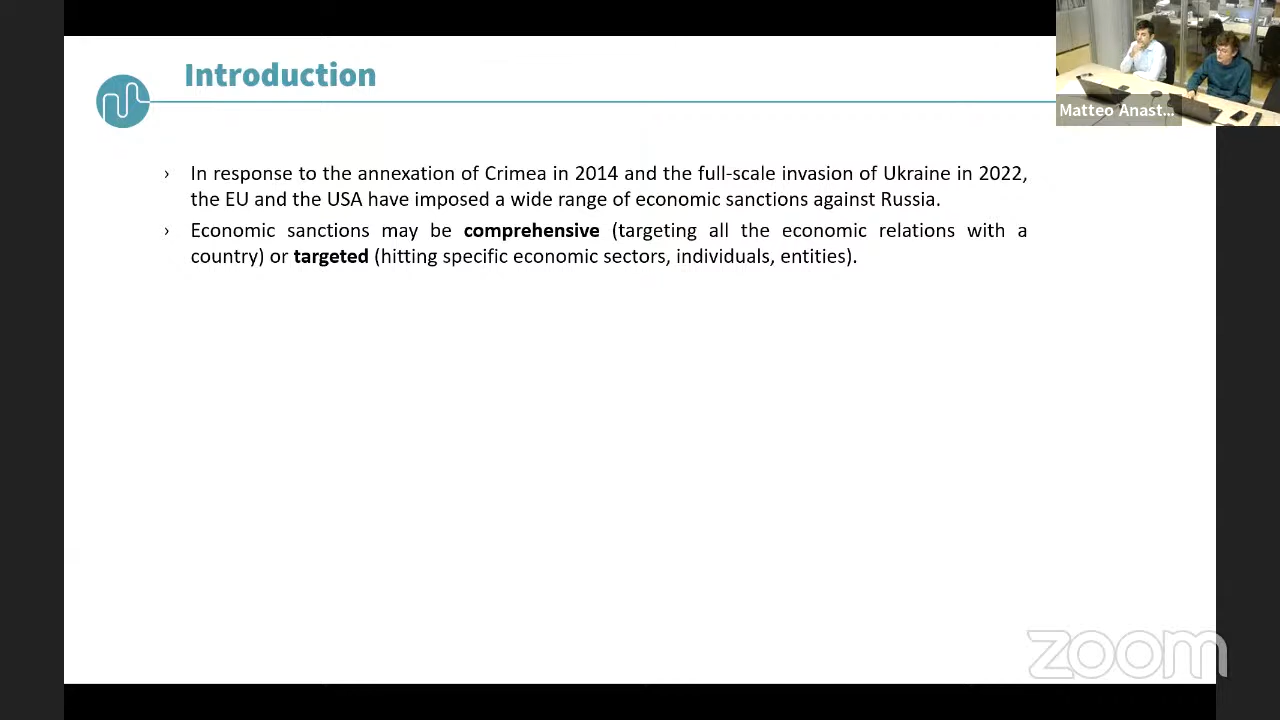 Introduction
Matteo Anast...
› In response to the annexation of Crimea in 2014 and the full-scale invasion of Ukraine in 2022,
the EU and the USA have imposed a wide range of economic sanctions against Russia.
› Economic sanctions may be comprehensive (targeting all the economic relations with a
country) or targeted (hitting specific economic sectors, individuals, entities).
zoom